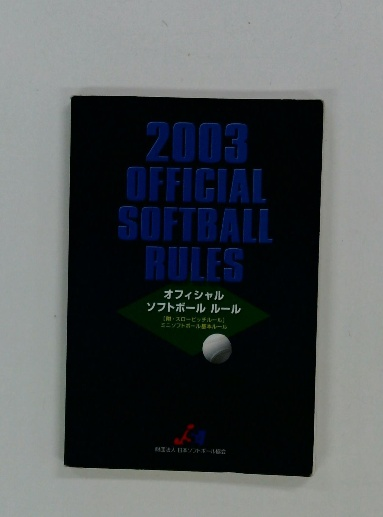 2003
OFFICIAL
SOFTBALL
RULES
オフィシャル
ソフトボール ルール
［附・スローピッチルール］
ミニソフトボール基本ルール
財団法人 日本ソフトボール協会